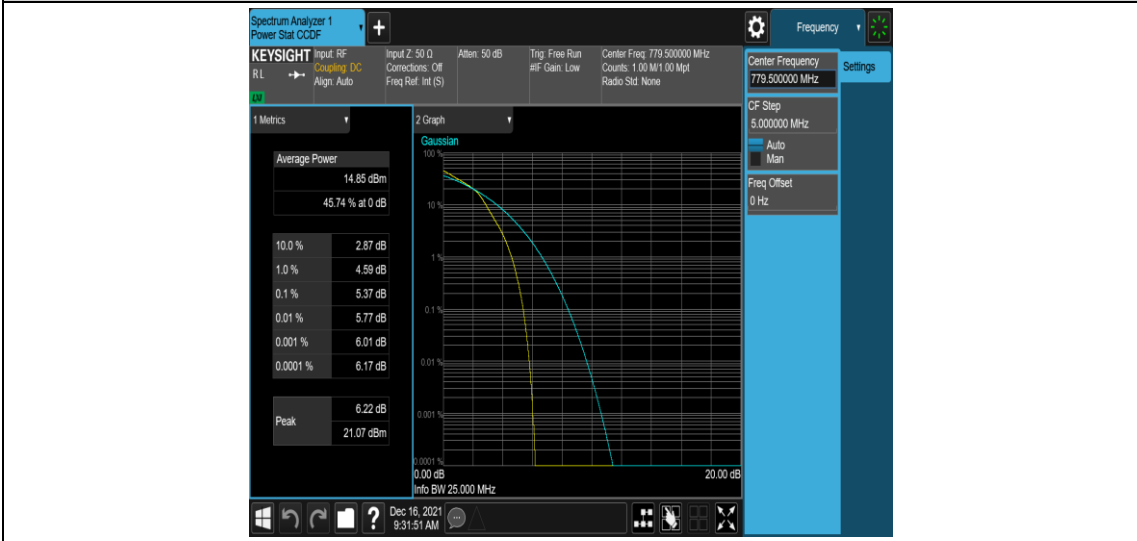 Spectrum Analyzer 1
Power Stat CCDF
+
Frequency
KEYSIGHT
RL
LM
Input: RF
Coupling: DC
Align: Auto
Input Z: 50 Ω
Corrections: Off
Freq Ref: Int (S)
Atten: 50 dB
Trig: Free Run
#IF Gain: Low
Center Freq: 779.500000 MHz
Counts: 1.00 M/1.00 Mpt
Radio Std: None
Center Frequency
779.500000 MHz
Settings
CF Step
5.000000 MHz
Auto
Man
Freq Offset
0 Hz
1 Metrics
Average Power
14.85 dBm
45.74 % at 0 dB
10.0 % 2.87 dB
1.0 % 4.59 dB
0.1 % 5.37 dB
0.01 % 5.77 dB
0.001 % 6.01 dB
0.0001 % 6.17 dB
Peak
6.22 dB
21.07 dBm
2 Graph
Gaussian
100 %
10 %
1 %
0.1 %
0.01 %
0.001 %
0.0001 %
0.00 dB 20.00 dB
Info BW 25.000 MHz
?
Dec 16, 2021
9:31:51 AM